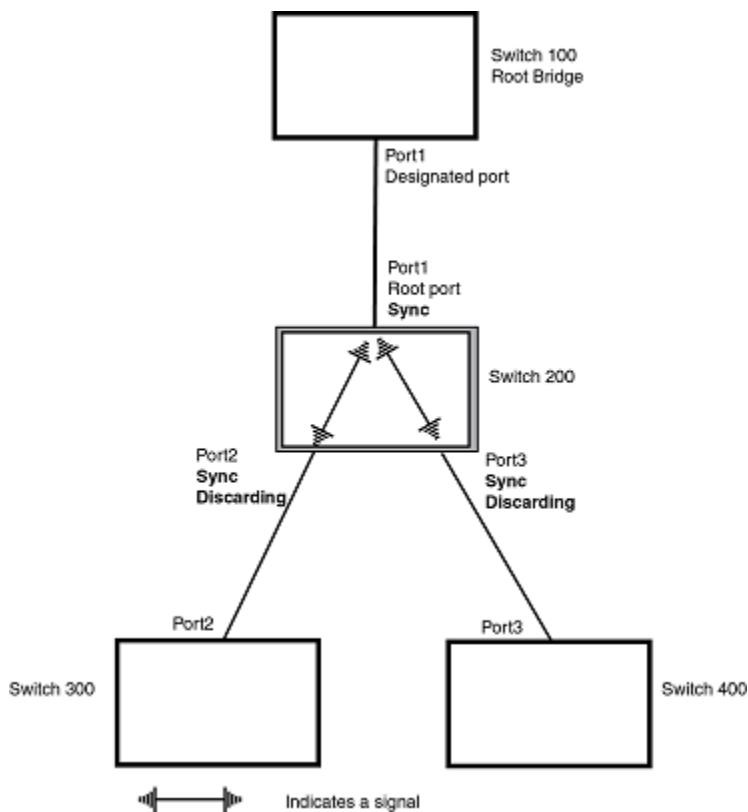 Switch 100
Root Bridge
Port1
Designated port
Port1
Root port
Sync
Switch 200
Port2
Sync
Discarding
Port3
Sync
Discarding
Port2
Port3
Switch 300
Switch 400
Indicates a signal